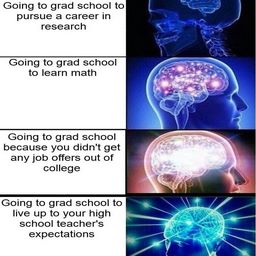 Going to grad school to
pursue a career in
research
Going to grad school
to learn math
Going to grad school
because you didn't get
any job offers out of
college
Going to grad school to
live up to your high
school teacher's
expectations